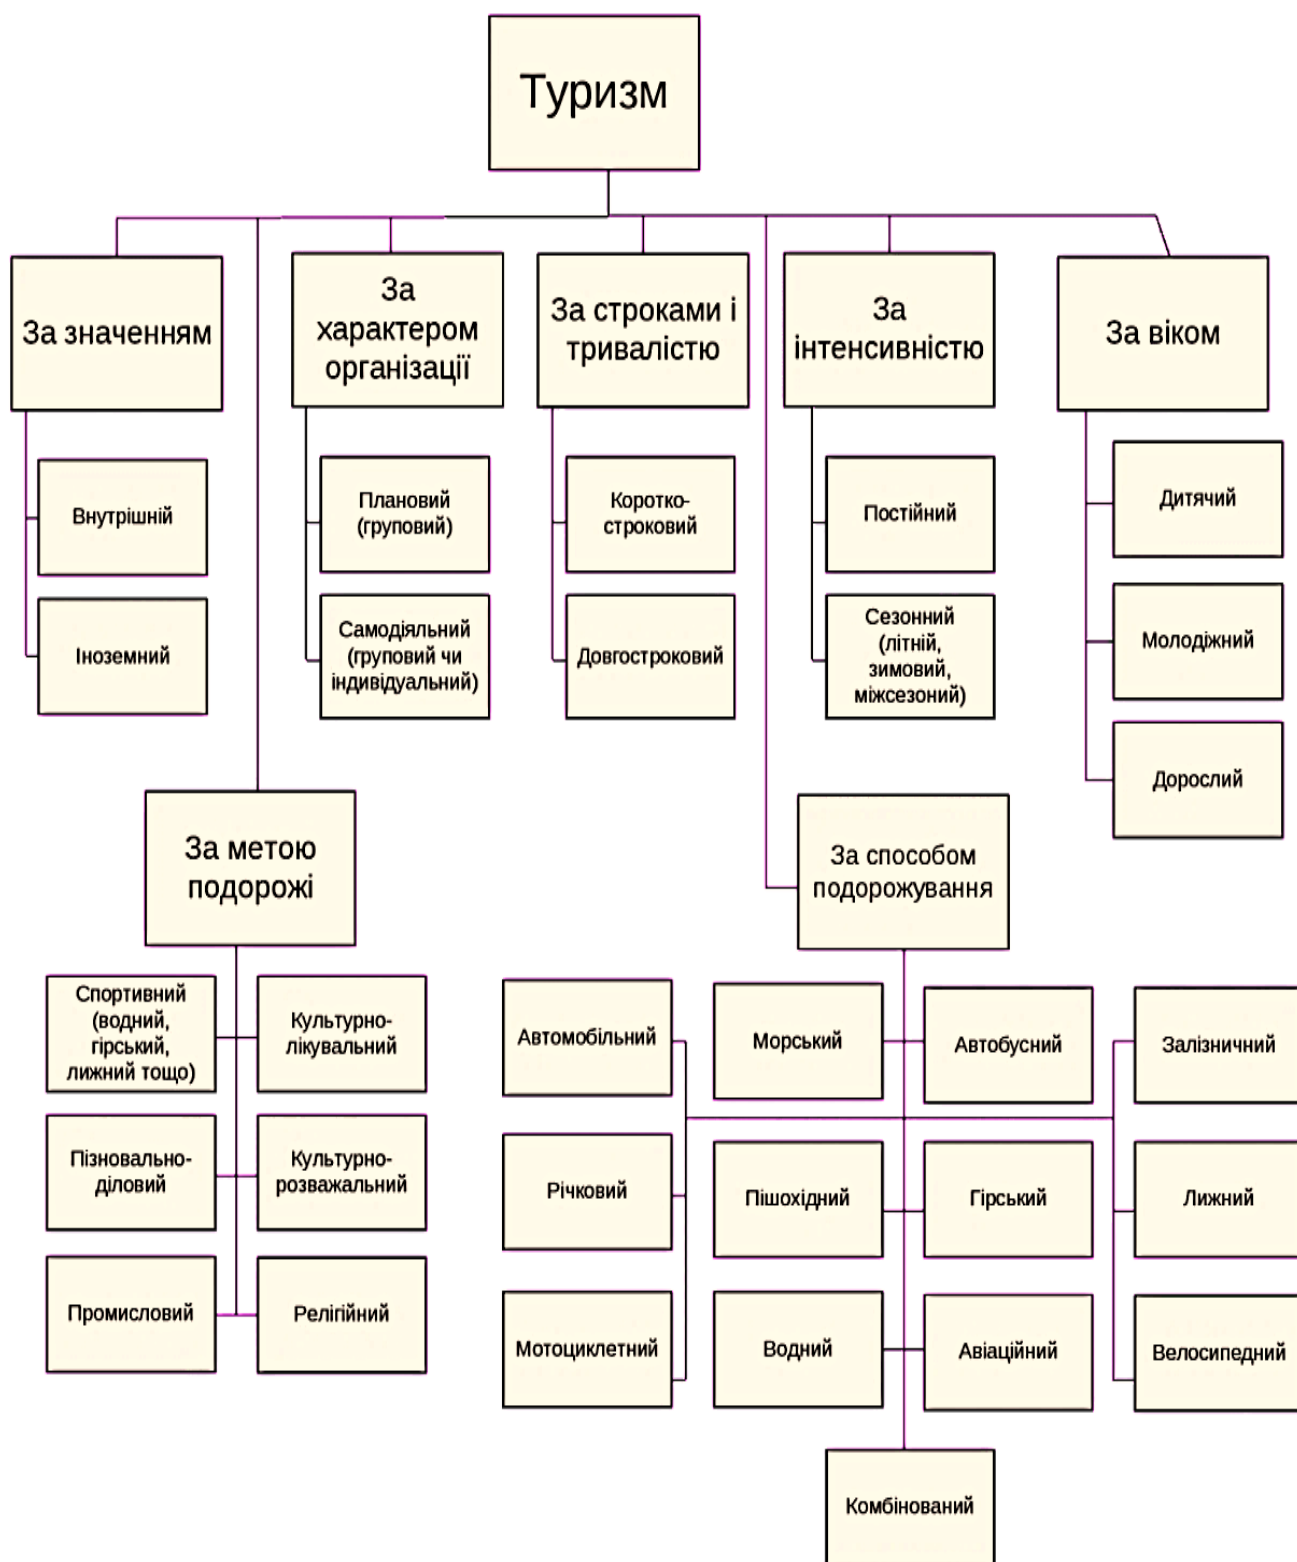 Туризм
За значенням
За
характером
організації
За строками і
тривалістю
За
інтенсивністю
За віком
Внутрішній
Іноземний
Плановий
(груповий)
Самодіяльний
(груповий чи
індивідуальний)
Коротко-
строковий
Довгостроковий
Постійний
Сезонний
(літній,
зимовий,
міжсезоний)
Дитячий
Молодіжний
Дорослий
За метою
подорожі
Спортивний
(водний,
гірський,
лижний тощо)
Культурно-
лікувальний
Пізновально-
діловий
Культурно-
розважальний
Промисловий
Релігійний
За способом
подорожування
Автомобільний
Морський
Автобусний
Залізничний
Річковий
Пішохідний
Гірський
Лижний
Мотоциклетний
Водний
Авіаційний
Велосипедний
Комбінований